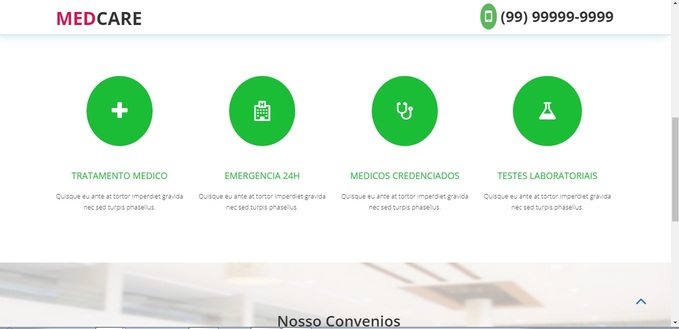 MEDCARE
(99) 99999-9999
TRATAMENTO MEDICO
Quisque eu ante at tortor imperdiet gravida
nec sed turpis phasellus.
EMERGENCIA 24H
Quisque eu ante at tortor imperdiet gravida
nec sed turpis phasellus.
MEDICOS CREDENCIADOS
Quisque eu ante at tortor imperdiet gravida
nec sed turpis phasellus.
TESTES LABORATORIAIS
Quisque eu ante at tortor imperdiet gravida
nec sed turpis phasellus.
Nosso Convenios